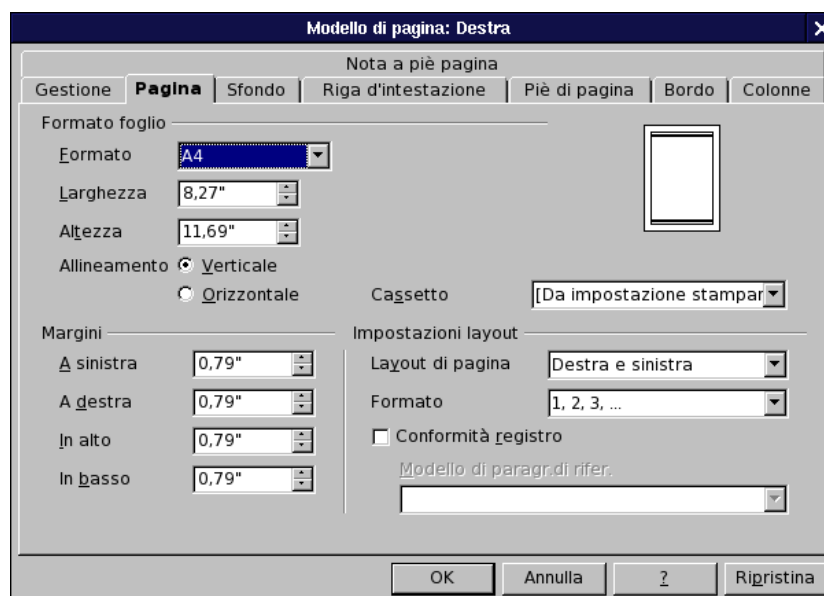 Modello di pagina: Destra
Nota a piè pagina
Gestione Pagina Sfondo Riga d'intestazione Piè di pagina Bordo Colonne
Formato foglio
Formato A4
Larghezza 8,27"
Altezza 11,69"
Allineamento Verticale
Orizzontale Cassetto [Da impostazione stampar
Margini Impostazioni layout
A sinistra 0,79" Layout di pagina Destra e sinistra
A destra 0,79" Formato 1, 2, 3, ...
In alto 0,79" Conformità registro
Modello di paragr.di rifer.
In basso 0,79"
OK Annulla ? Ripristina